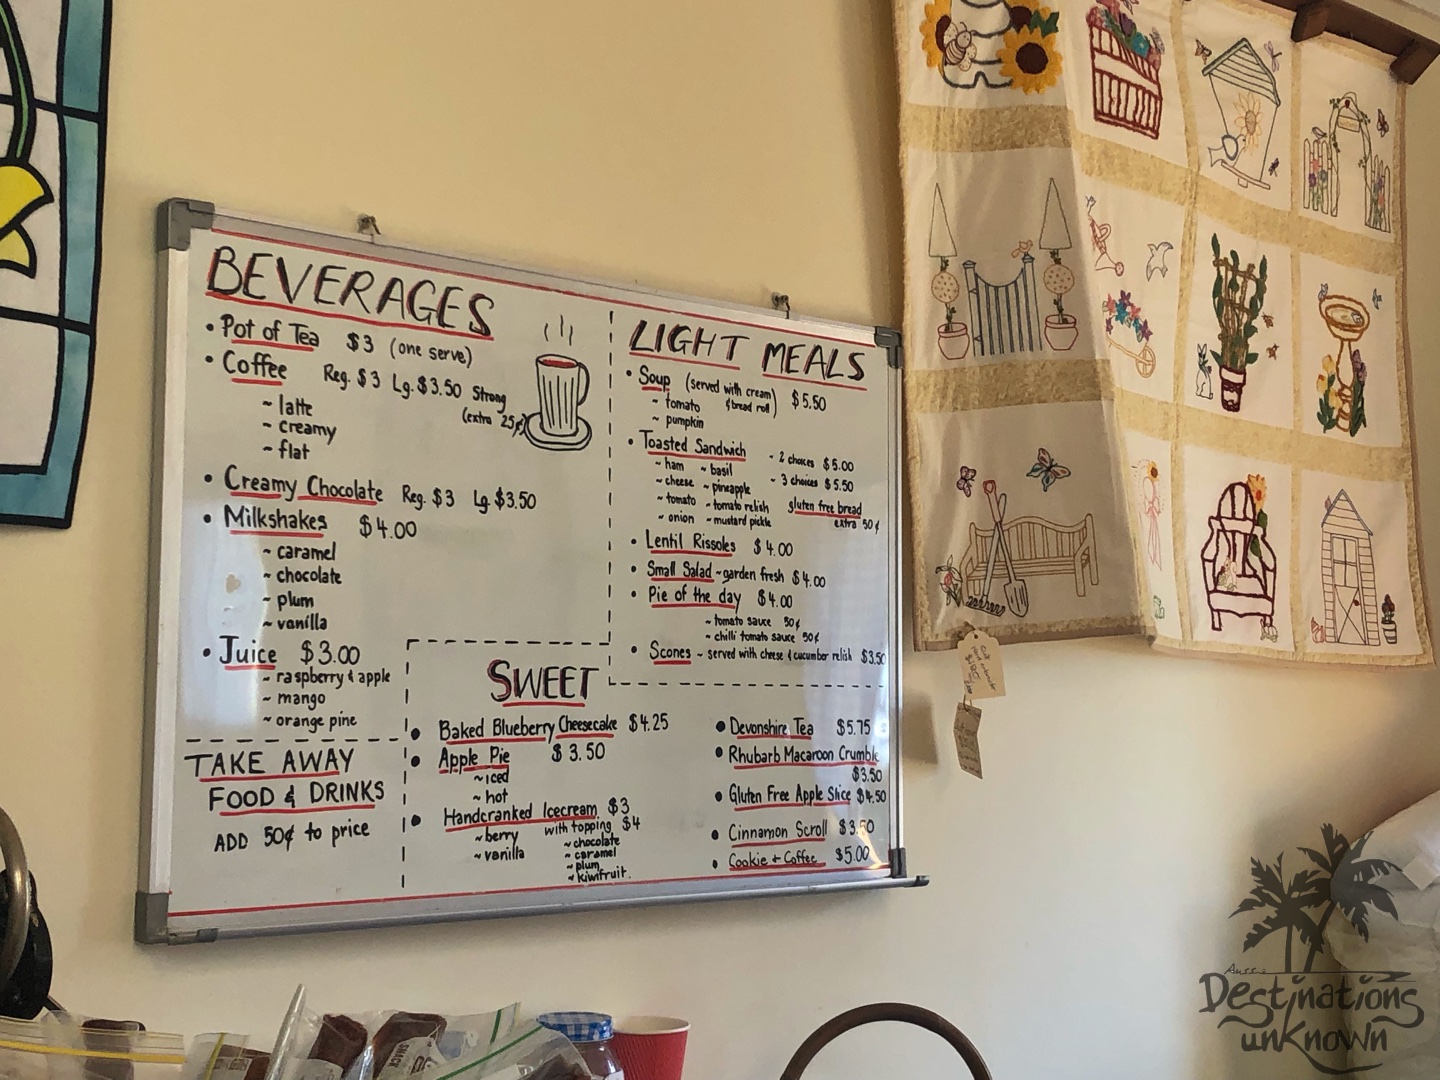 BEVERAGES
• Pot of Tea $3 (one serve)
• Coffee Reg. $3 Lg. $3.50 Strong
(extra 25¢)
~ latte
~ creamy
~ flat
• Creamy Chocolate Reg. $3 Lg. $3.50
• Milkshakes $4.00
~ caramel
~ chocolate
~ plum
~ vanilla
• Juice $3.00
~ raspberry & apple
~ mango
~ orange pine
TAKE AWAY
FOOD & DRINKS
ADD 50¢ to price
LIGHT MEALS
• Soup (served with cream & bread roll) $5.50
~ tomato
~ pumpkin
• Toasted Sandwich ~ 2 choices $5.00
~ 3 choices $5.50
~ ham ~ basil
~ cheese ~ pineapple
~ tomato ~ tomato relish
~ onion ~ mustard pickle
gluten free bread
extra 50¢
• Lentil Rissoles $4.00
• Small Salad ~ garden fresh $4.00
• Pie of the day $4.00
~ tomato sauce 50¢
~ chilli tomato sauce 50¢
• Scones ~ served with cheese & cucumber relish $3.50
SWEET
• Baked Blueberry Cheesecake $4.25
• Apple Pie $3.50
~ iced
~ hot
• Handcranked Icecream $3
with topping $4
~ berry
~ vanilla
~ chocolate
~ caramel
~ plum
~ kiwifruit.
• Devonshire Tea $5.75
• Rhubarb Macaroon Crumble
$3.50
• Gluten Free Apple Slice $4.50
• Cinnamon Scroll $3.50
• Cookie + Coffee $5.00
Aussie
Destinations
unknown